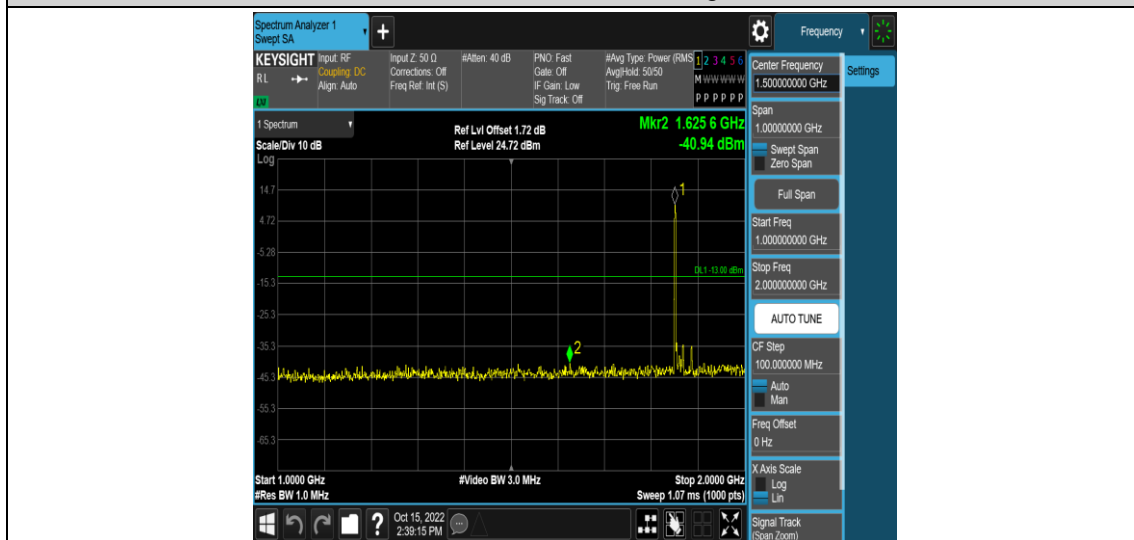 Spectrum Analyzer 1
Swept SA
+
Frequency
KEYSIGHT
RL
LXI
Input: RF
Coupling: DC
Align: Auto
Input Z: 50 Ω
Corrections: Off
Freq Ref: Int (S)
#Atten: 40 dB
PNO: Fast
Gate: Off
IF Gain: Low
Sig Track: Off
#Avg Type: Power (RMS
Avg|Hold: 50/50
Trig: Free Run
1 2 3 4 5 6
M W W W W W
P P P P P P
1 Spectrum
Scale/Div 10 dB
Log
Ref Lvl Offset 1.72 dB
Ref Level 24.72 dBm
Mkr2 1.625 6 GHz
-40.94 dBm
14.7
4.72
-5.28
-15.3
-25.3
-35.3
-45.3
-55.3
-65.3
1
DL1 -13.00 dBm
2
Start 1.0000 GHz
#Res BW 1.0 MHz
#Video BW 3.0 MHz
Stop 2.0000 GHz
Sweep 1.07 ms (1000 pts)
?
Oct 15, 2022
2:39:15 PM
Center Frequency
1.500000000 GHz
Span
1.00000000 GHz
Swept Span
Zero Span
Full Span
Start Freq
1.000000000 GHz
Stop Freq
2.000000000 GHz
AUTO TUNE
CF Step
100.000000 MHz
Auto
Man
Freq Offset
0 Hz
X Axis Scale
Log
Lin
Signal Track
(Span Zoom)
Settings